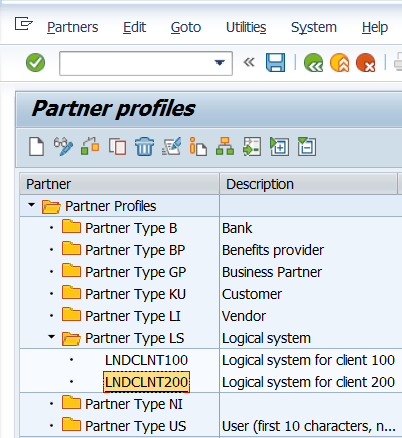 Partners Edit Goto Utilities System Help
Partner profiles
Partner Description
Partner Profiles
Partner Type B Bank
Partner Type BP Benefits provider
Partner Type GP Business Partner
Partner Type KU Customer
Partner Type LI Vendor
Partner Type LS Logical system
LNDCLNT100 Logical system for client 100
LNDCLNT200 Logical system for client 200
Partner Type NI
Partner Type US User (first 10 characters, n...